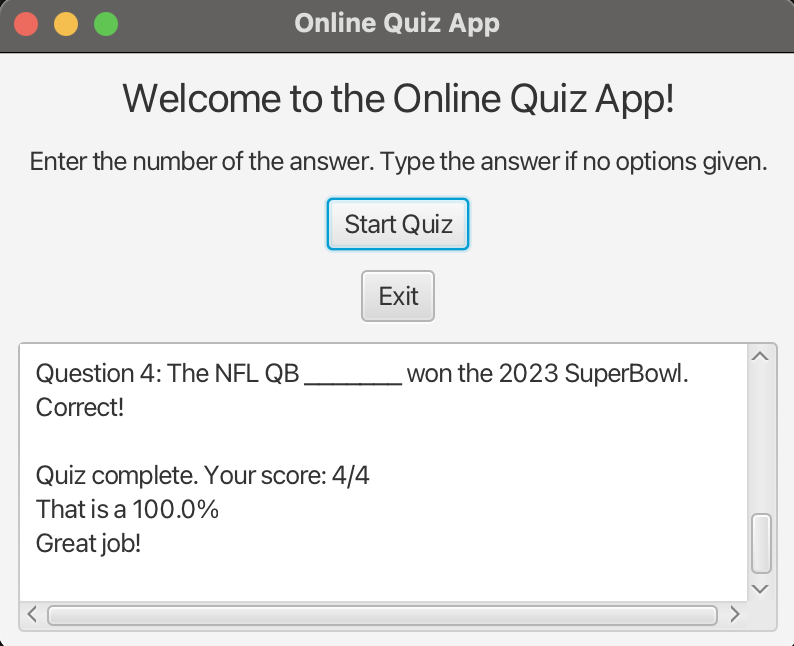 Online Quiz App
Welcome to the Online Quiz App!
Enter the number of the answer. Type the answer if no options given.
Start Quiz
Exit
Question 4: The NFL QB _______ won the 2023 SuperBowl.
Correct!
Quiz complete. Your score: 4/4
That is a 100.0%
Great job!